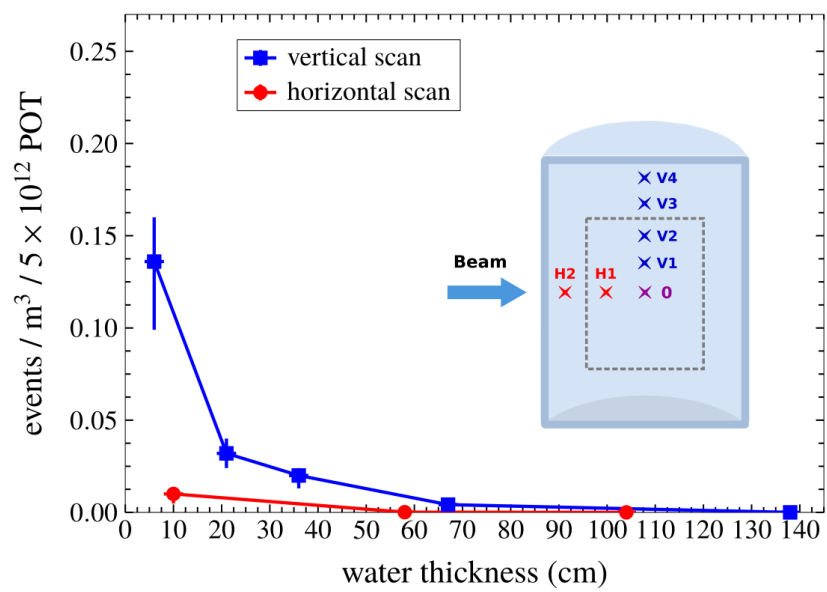 events / m³ / 5 × 10¹² POT
0.25
0.20
0.15
0.10
0.05
0.00
vertical scan
horizontal scan
V4
V3
V2
V1
Beam
H2 H1 0
0 10 20 30 40 50 60 70 80 90 100 110 120 130 140
water thickness (cm)